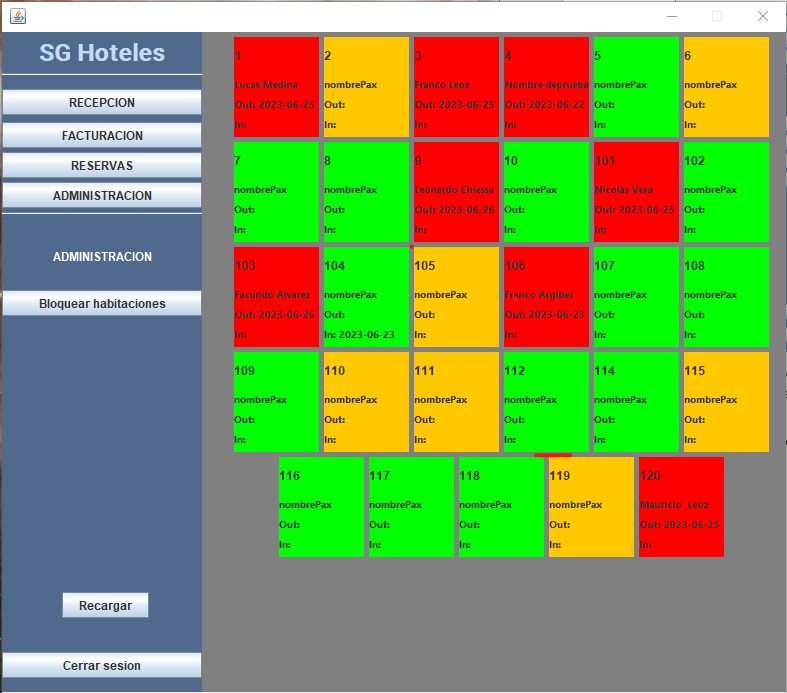 SG Hoteles
RECEPCION
FACTURACION
RESERVAS
ADMINISTRACION
ADMINISTRACION
Bloquear habitaciones
Recargar
Cerrar sesion
1
Lucas Medina
Out: 2023-06-25
In:
2
nombrePax
Out:
In:
3
Franco Leoz
Out: 2023-06-25
In:
4
Nombre deprueba
Out: 2023-06-22
In:
5
nombrePax
Out:
In:
6
nombrePax
Out:
In:
7
nombrePax
Out:
In:
8
nombrePax
Out:
In:
9
Leonardo Chiessa
Out: 2023-06-26
In:
10
nombrePax
Out:
In:
101
Nicolas Vera
Out: 2023-06-25
In:
102
nombrePax
Out:
In:
103
Facundo Alvarez
Out: 2023-06-26
In:
104
nombrePax
Out:
In: 2023-06-23
105
nombrePax
Out:
In:
106
Franco Argibel
Out: 2023-06-23
In:
107
nombrePax
Out:
In:
108
nombrePax
Out:
In:
109
nombrePax
Out:
In:
110
nombrePax
Out:
In:
111
nombrePax
Out:
In:
112
nombrePax
Out:
In:
114
nombrePax
Out:
In:
115
nombrePax
Out:
In:
116
nombrePax
Out:
In:
117
nombrePax
Out:
In:
118
nombrePax
Out:
In:
119
nombrePax
Out:
In:
120
Mauricio Leoz
Out: 2023-06-25
In: